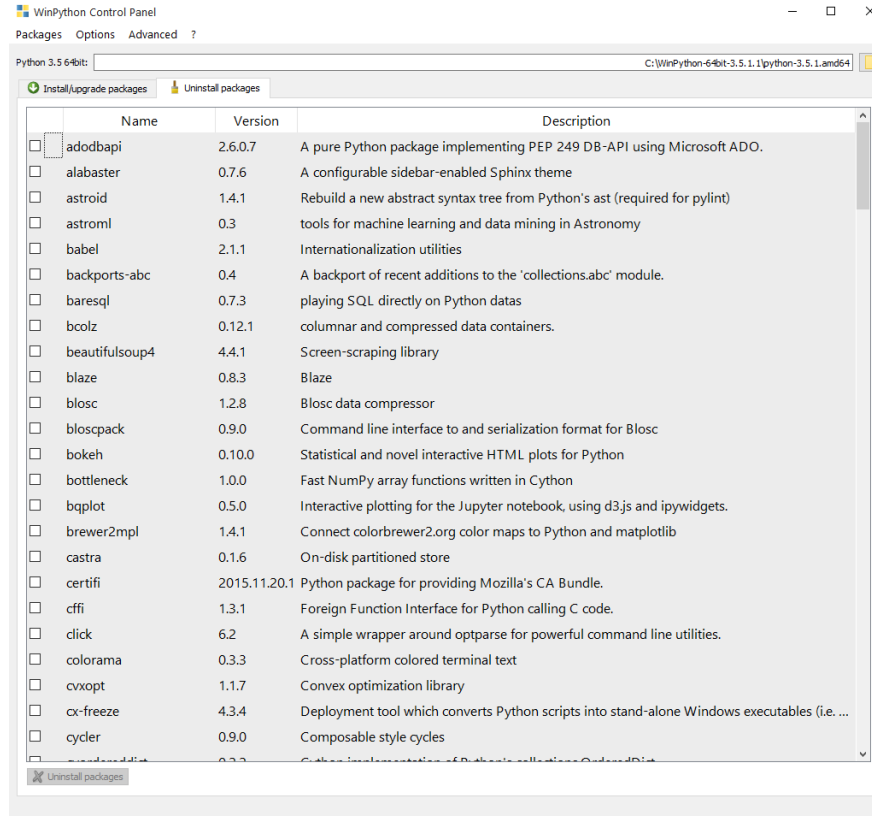 WinPython Control Panel
Packages Options Advanced ?
Python 3.5 64bit: C:\WinPython-64bit-3.5.1.1\python-3.5.1.amd64
Install/upgrade packages Uninstall packages
Name Version Description
adodbapi 2.6.0.7 A pure Python package implementing PEP 249 DB-API using Microsoft ADO.
alabaster 0.7.6 A configurable sidebar-enabled Sphinx theme
astroid 1.4.1 Rebuild a new abstract syntax tree from Python's ast (required for pylint)
astroml 0.3 tools for machine learning and data mining in Astronomy
babel 2.1.1 Internationalization utilities
backports-abc 0.4 A backport of recent additions to the 'collections.abc' module.
baresql 0.7.3 playing SQL directly on Python datas
bcolz 0.12.1 columnar and compressed data containers.
beautifulsoup4 4.4.1 Screen-scraping library
blaze 0.8.3 Blaze
blosc 1.2.8 Blosc data compressor
bloscpack 0.9.0 Command line interface to and serialization format for Blosc
bokeh 0.10.0 Statistical and novel interactive HTML plots for Python
bottleneck 1.0.0 Fast NumPy array functions written in Cython
bqplot 0.5.0 Interactive plotting for the Jupyter notebook, using d3.js and ipywidgets.
brewer2mpl 1.4.1 Connect colorbrewer2.org color maps to Python and matplotlib
castra 0.1.6 On-disk partitioned store
certifi 2015.11.20.1 Python package for providing Mozilla's CA Bundle.
cffi 1.3.1 Foreign Function Interface for Python calling C code.
click 6.2 A simple wrapper around optparse for powerful command line utilities.
colorama 0.3.3 Cross-platform colored terminal text
cvxopt 1.1.7 Convex optimization library
cx-freeze 4.3.4 Deployment tool which converts Python scripts into stand-alone Windows executables (i.e. ...
cycler 0.9.0 Composable style cycles
Uninstall packages